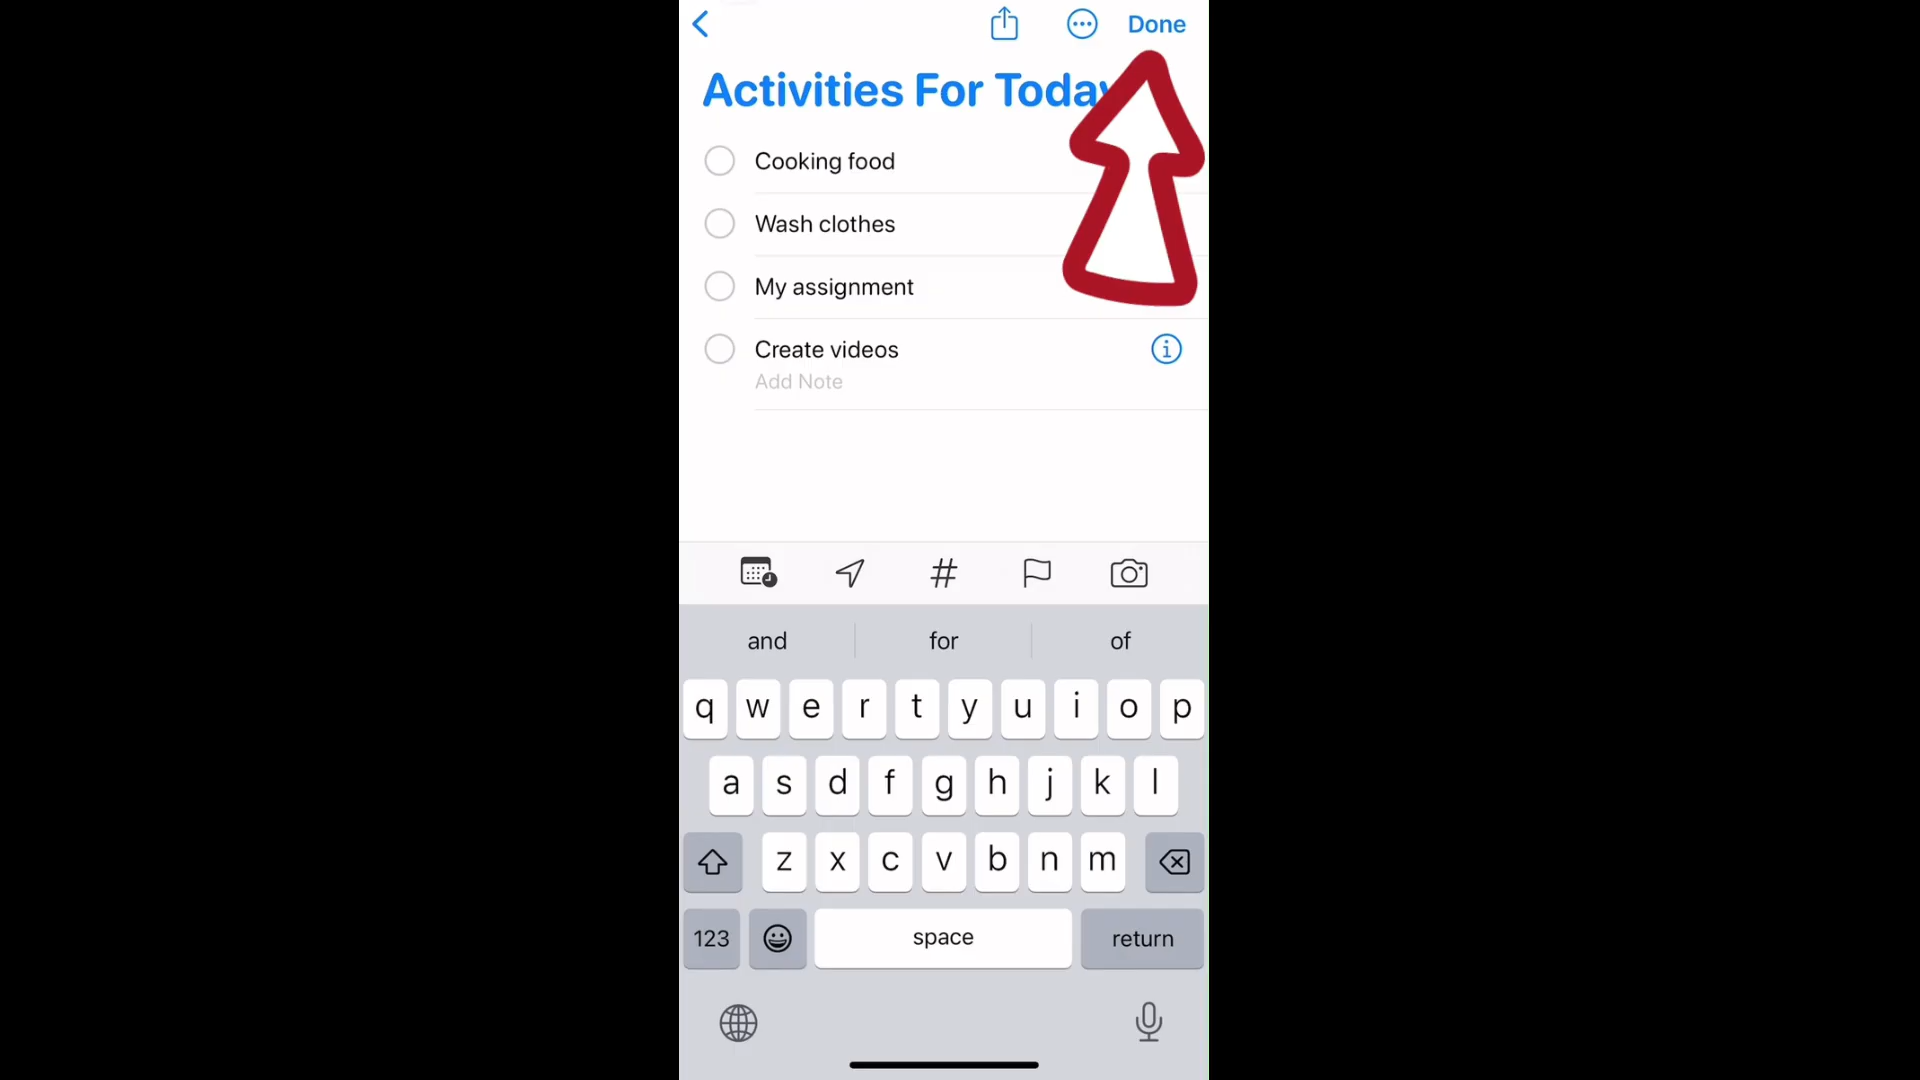 Done
Activities For Today
Cooking food
Wash clothes
My assignment
Create videos
Add Note
and for of
q w e r t y u i o p
a s d f g h j k l
z x c v b n m
123 space return